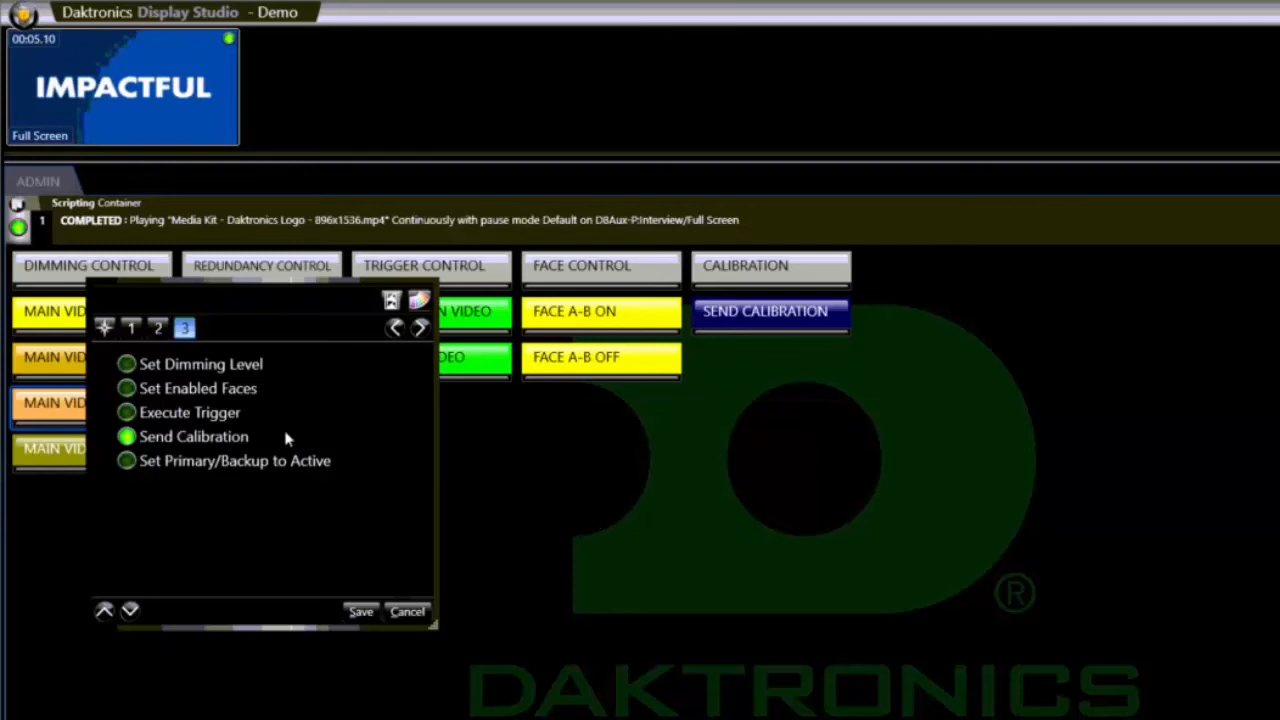 Daktronics Display Studio - Demo
00:05.10
IMPACTFUL
Full Screen
ADMIN
Scripting Container
1 COMPLETED : Playing "Media Kit - Daktronics Logo - 896x1536.mp4" Continuously with pause mode Default on D8Aux-P:Interview/Full Screen
DIMMING CONTROL REDUNDANCY CONTROL TRIGGER CONTROL FACE CONTROL CALIBRATION
MAIN VID N VIDEO FACE A-B ON SEND CALIBRATION
MAIN VID DEO FACE A-B OFF
MAIN VID
MAIN VID
1 2 3
Set Dimming Level
Set Enabled Faces
Execute Trigger
Send Calibration
Set Primary/Backup to Active
Save Cancel
®
DAKTRONICS